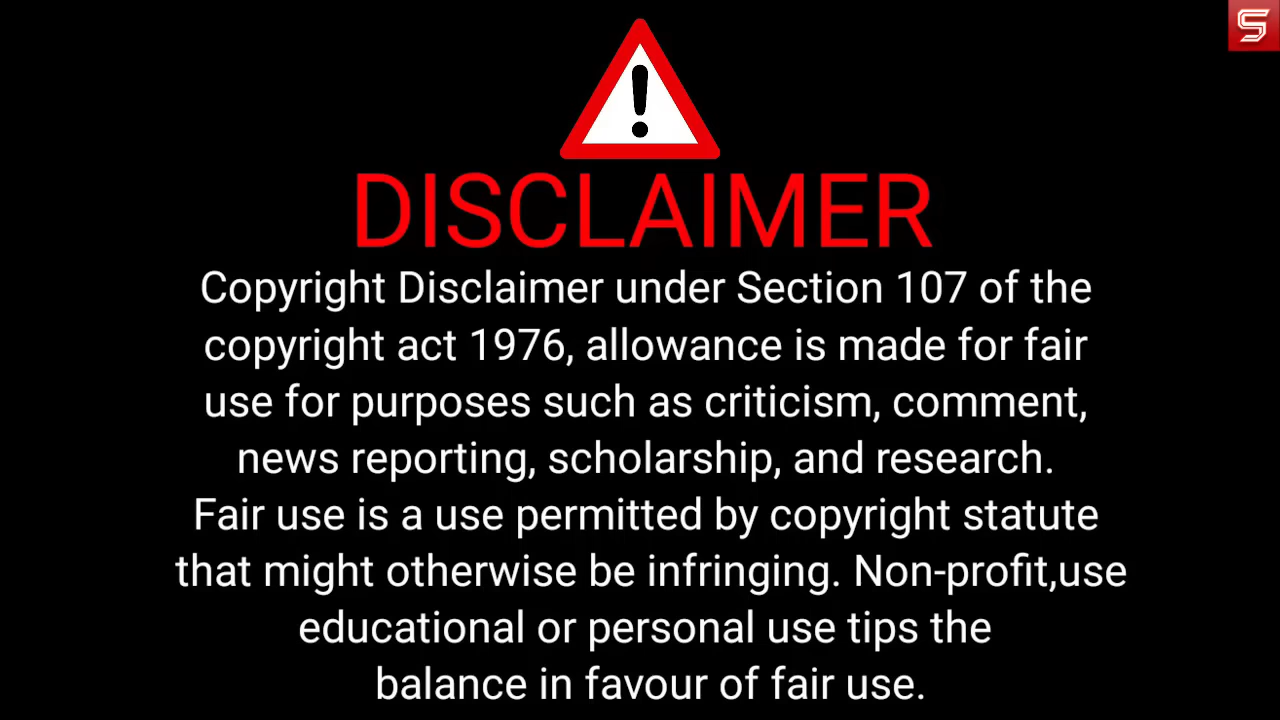 S
DISCLAIMER
Copyright Disclaimer under Section 107 of the
copyright act 1976, allowance is made for fair
use for purposes such as criticism, comment,
news reporting, scholarship, and research.
Fair use is a use permitted by copyright statute
that might otherwise be infringing. Non-profit,use
educational or personal use tips the
balance in favour of fair use.